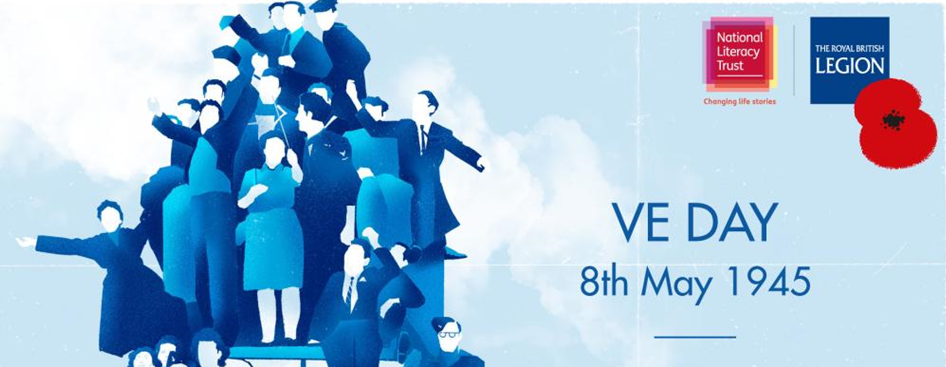 National
Literacy
Trust
Changing life stories
THE ROYAL BRITISH
LEGION
VE DAY
8th May 1945